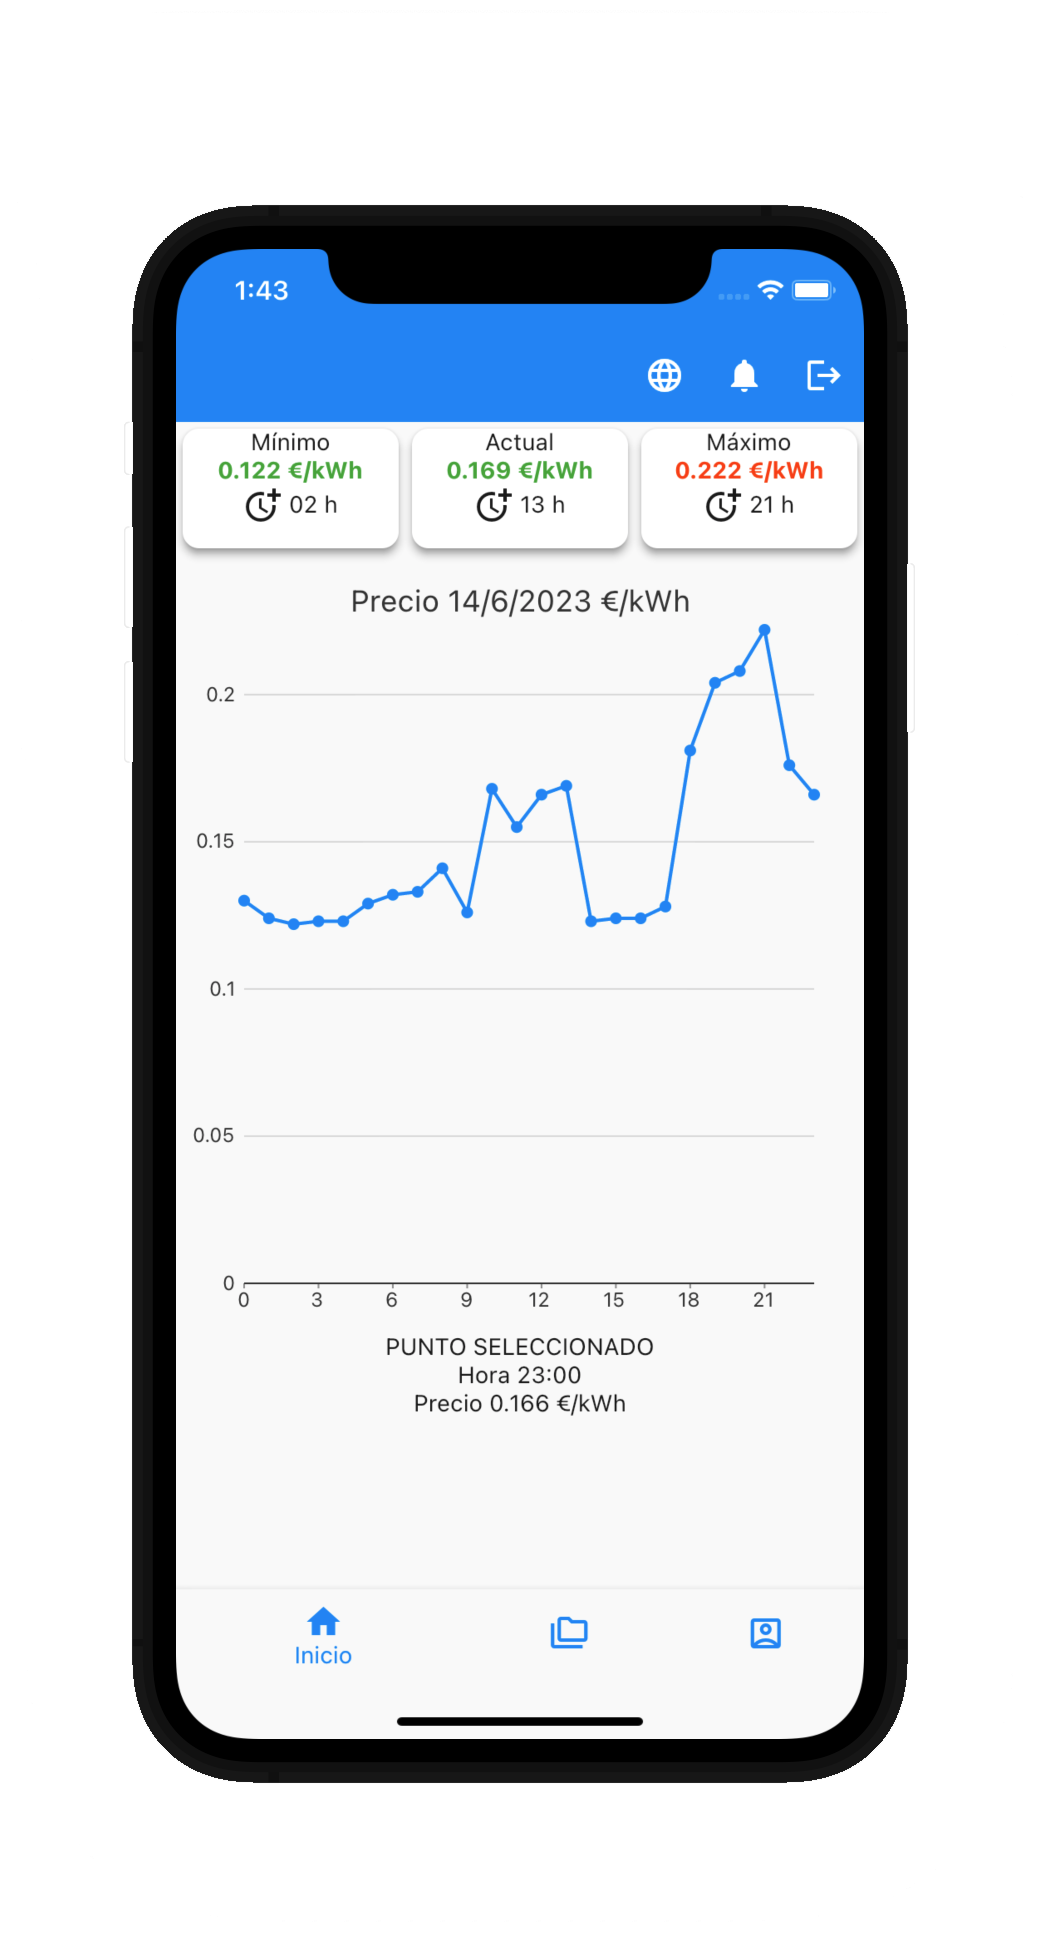 1:43
Mínimo
0.122 €/kWh
02 h
Actual
0.169 €/kWh
13 h
Máximo
0.222 €/kWh
21 h
Precio 14/6/2023 €/kWh
0.2
0.15
0.1
0.05
0
0 3 6 9 12 15 18 21
PUNTO SELECCIONADO
Hora 23:00
Precio 0.166 €/kWh
Inicio